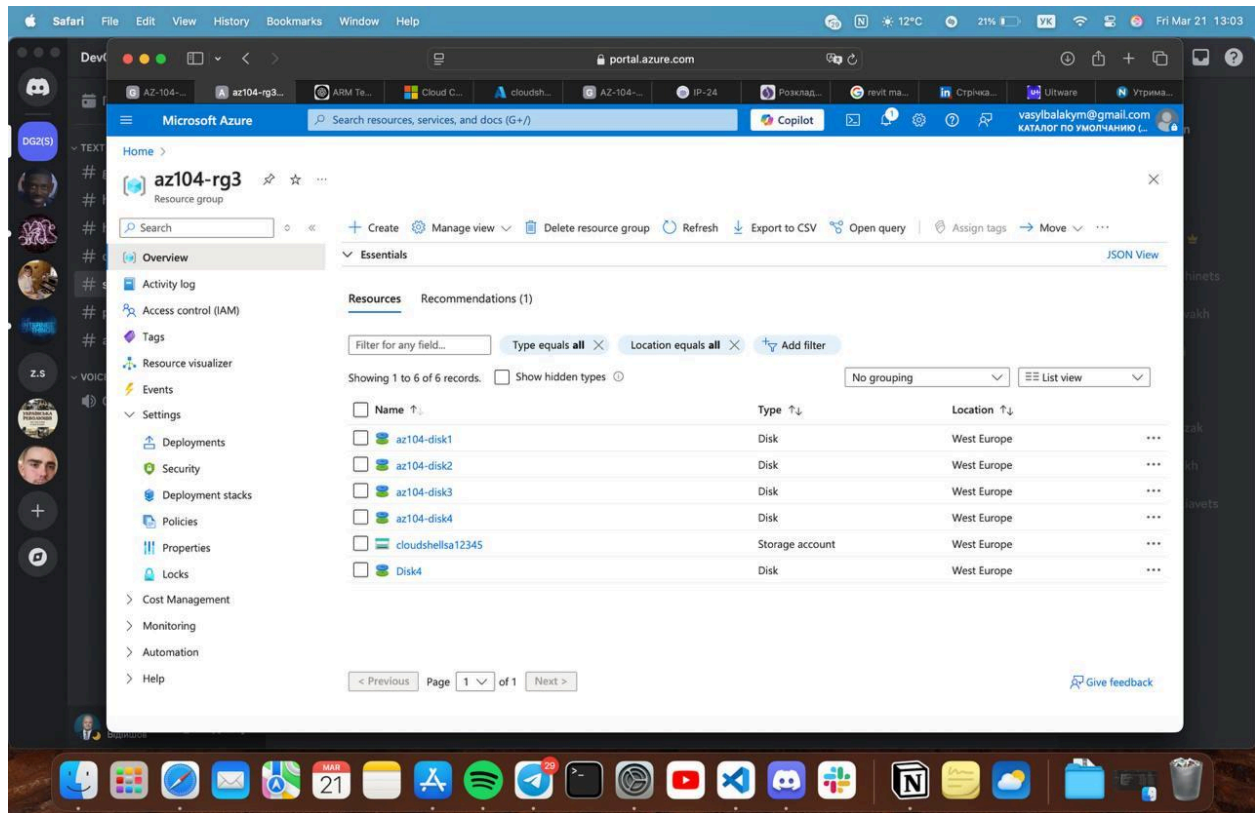 Safari File Edit View History Bookmarks Window Help N 12°C 21% УК Fri Mar 21 13:03
portal.azure.com
AZ-104-... az104-rg3... ARM Te... Cloud C... cloudsh... AZ-104-... IP-24 Розклад... revit ma... Стрічка... Ultware Утрима...
Microsoft Azure Search resources, services, and docs (G+/) Copilot vasylbalakym@gmail.com
КАТАЛОГ ПО УМОЛЧАНИЮ (...
DG2(S)
Home >
az104-rg3 ...
Resource group
Search + Create Manage view Delete resource group Refresh Export to CSV Open query Assign tags Move ...
Overview Essentials JSON View
Activity log
Resources Recommendations (1)
Access control (IAM)
Tags
Filter for any field... Type equals all Location equals all Add filter
Resource visualizer
Showing 1 to 6 of 6 records. Show hidden types No grouping List view
Events
Settings
Name Type Location
Deployments
az104-disk1 Disk West Europe ...
Security
az104-disk2 Disk West Europe ...
Deployment stacks
az104-disk3 Disk West Europe ...
Policies
az104-disk4 Disk West Europe ...
Properties
cloudshellsa12345 Storage account West Europe ...
Locks
Disk4 Disk West Europe ...
Cost Management
Monitoring
Automation
Help
< Previous Page 1 of 1 Next > Give feedback
z.s
MAR
21
29